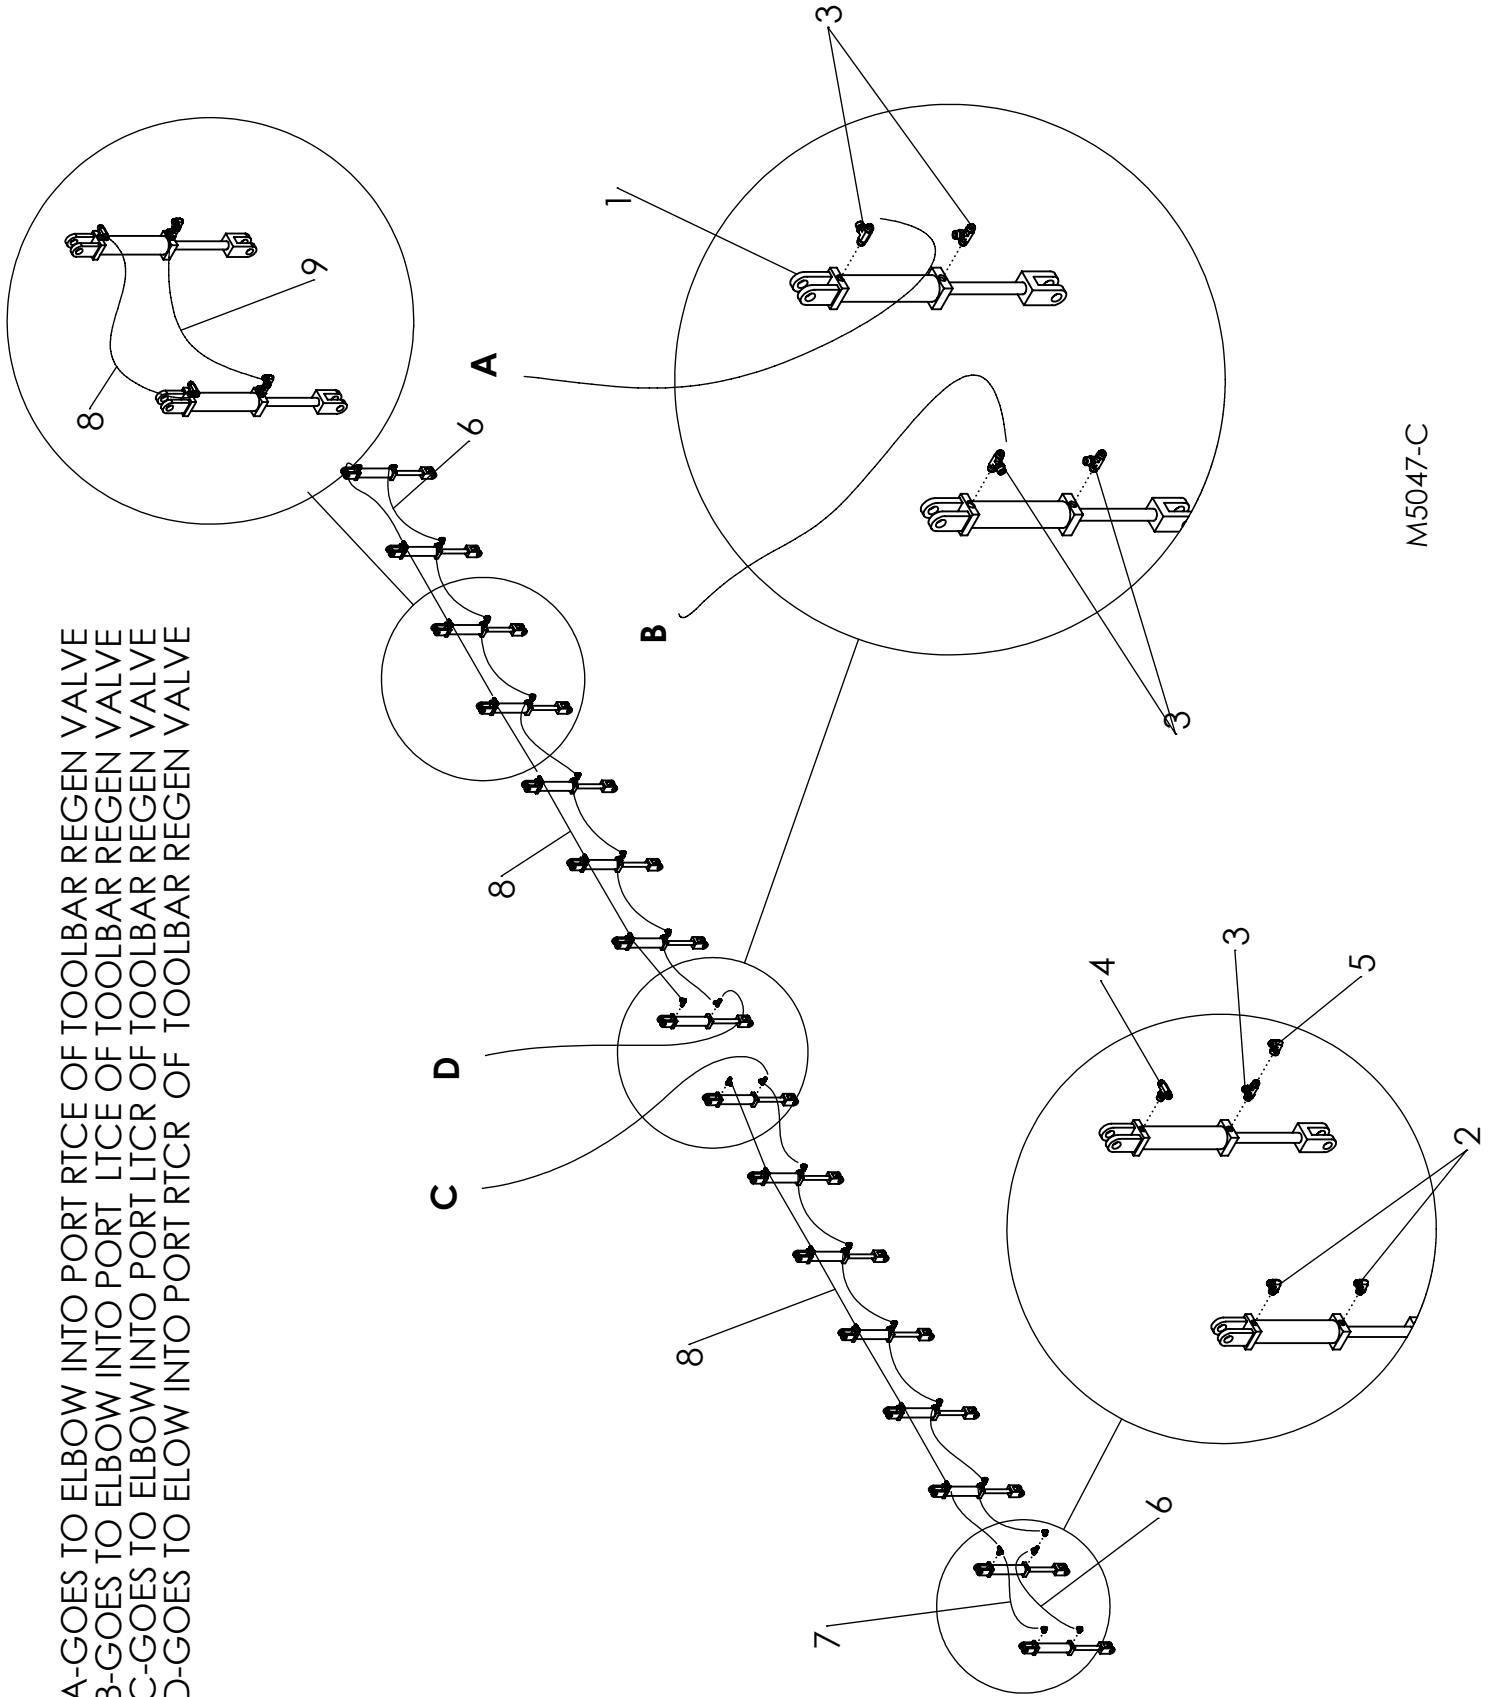 A-GOES TO ELBOW INTO PORT RTCE OF TOOLBAR REGEN VALVE
B-GOES TO ELBOW INTO PORT LTCE OF TOOLBAR REGEN VALVE
C-GOES TO ELBOW INTO PORT LTCR OF TOOLBAR REGEN VALVE
D-GOES TO ELOW INTO PORT RTCR OF TOOLBAR REGEN VALVE
8
9
6
A
3
1
B
3
8
D
C
8
4
3
5
2
7
6
M5047-C